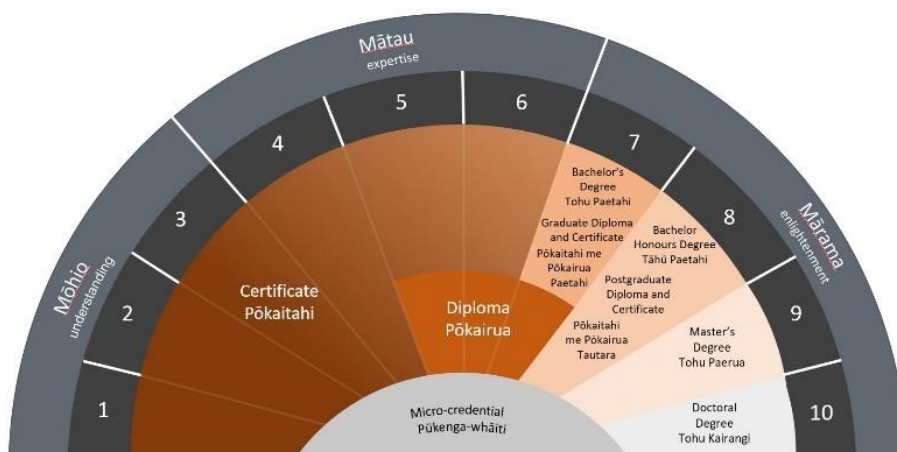 Mātau
expertise
Mōhio
understanding
Mārama
enlightenment
1
2
3
4
5
6
7
8
9
10
Certificate
Pōkaitahi
Diploma
Pōkairua
Bachelor's
Degree
Tohu Paetahi
Graduate Diploma
and Certificate
Pōkaitahi me
Pōkairua
Paetahi
Bachelor
Honours Degree
Tāhū Paetahi
Postgraduate
Diploma and
Certificate
Pōkaitahi
me Pōkairua
Tautara
Master's
Degree
Tohu Paerua
Doctoral
Degree
Tohu Kairangi
Micro-credential
Pūkenga-whāiti